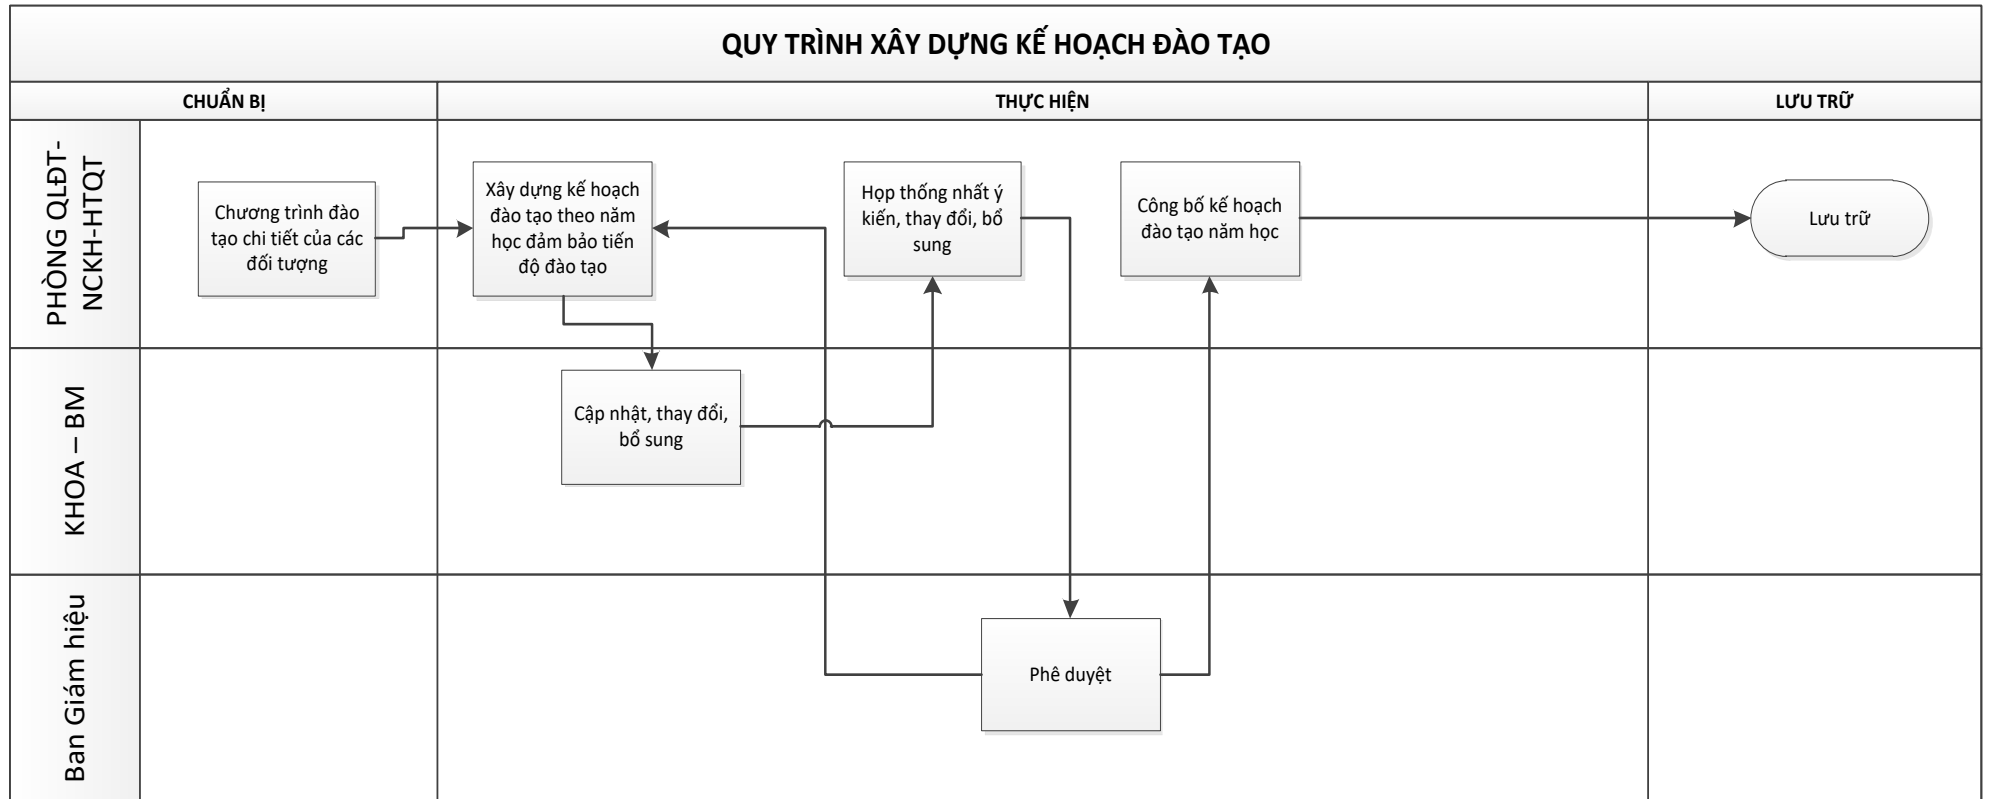 QUY TRÌNH XÂY DỰNG KẾ HOẠCH ĐÀO TẠO
CHUẨN BỊ
THỰC HIỆN
LƯU TRỮ
PHÒNG QLĐT-
NCKH-HTQT
Chương trình đào
tạo chi tiết của các
đối tượng
Xây dựng kế hoạch
đào tạo theo năm
học đảm bảo tiến
độ đào tạo
Họp thống nhất ý
kiến, thay đổi, bổ
sung
Công bố kế hoạch
đào tạo năm học
Lưu trữ
KHOA – BM
Cập nhật, thay đổi,
bổ sung
Ban Giám hiệu
Phê duyệt